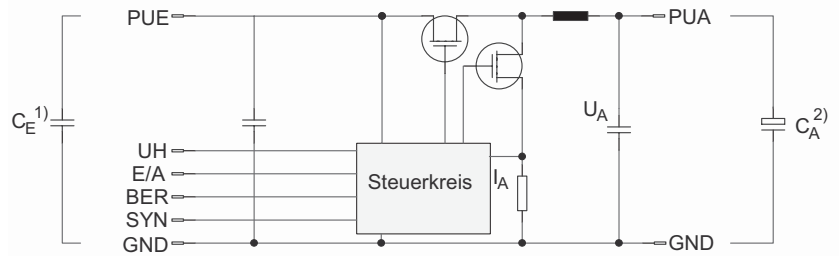 PUE
PUA
C_E^1)
U_A
C_A^2)
UH
E/A
BER
SYN
GND
Steuerkreis
I_A
GND